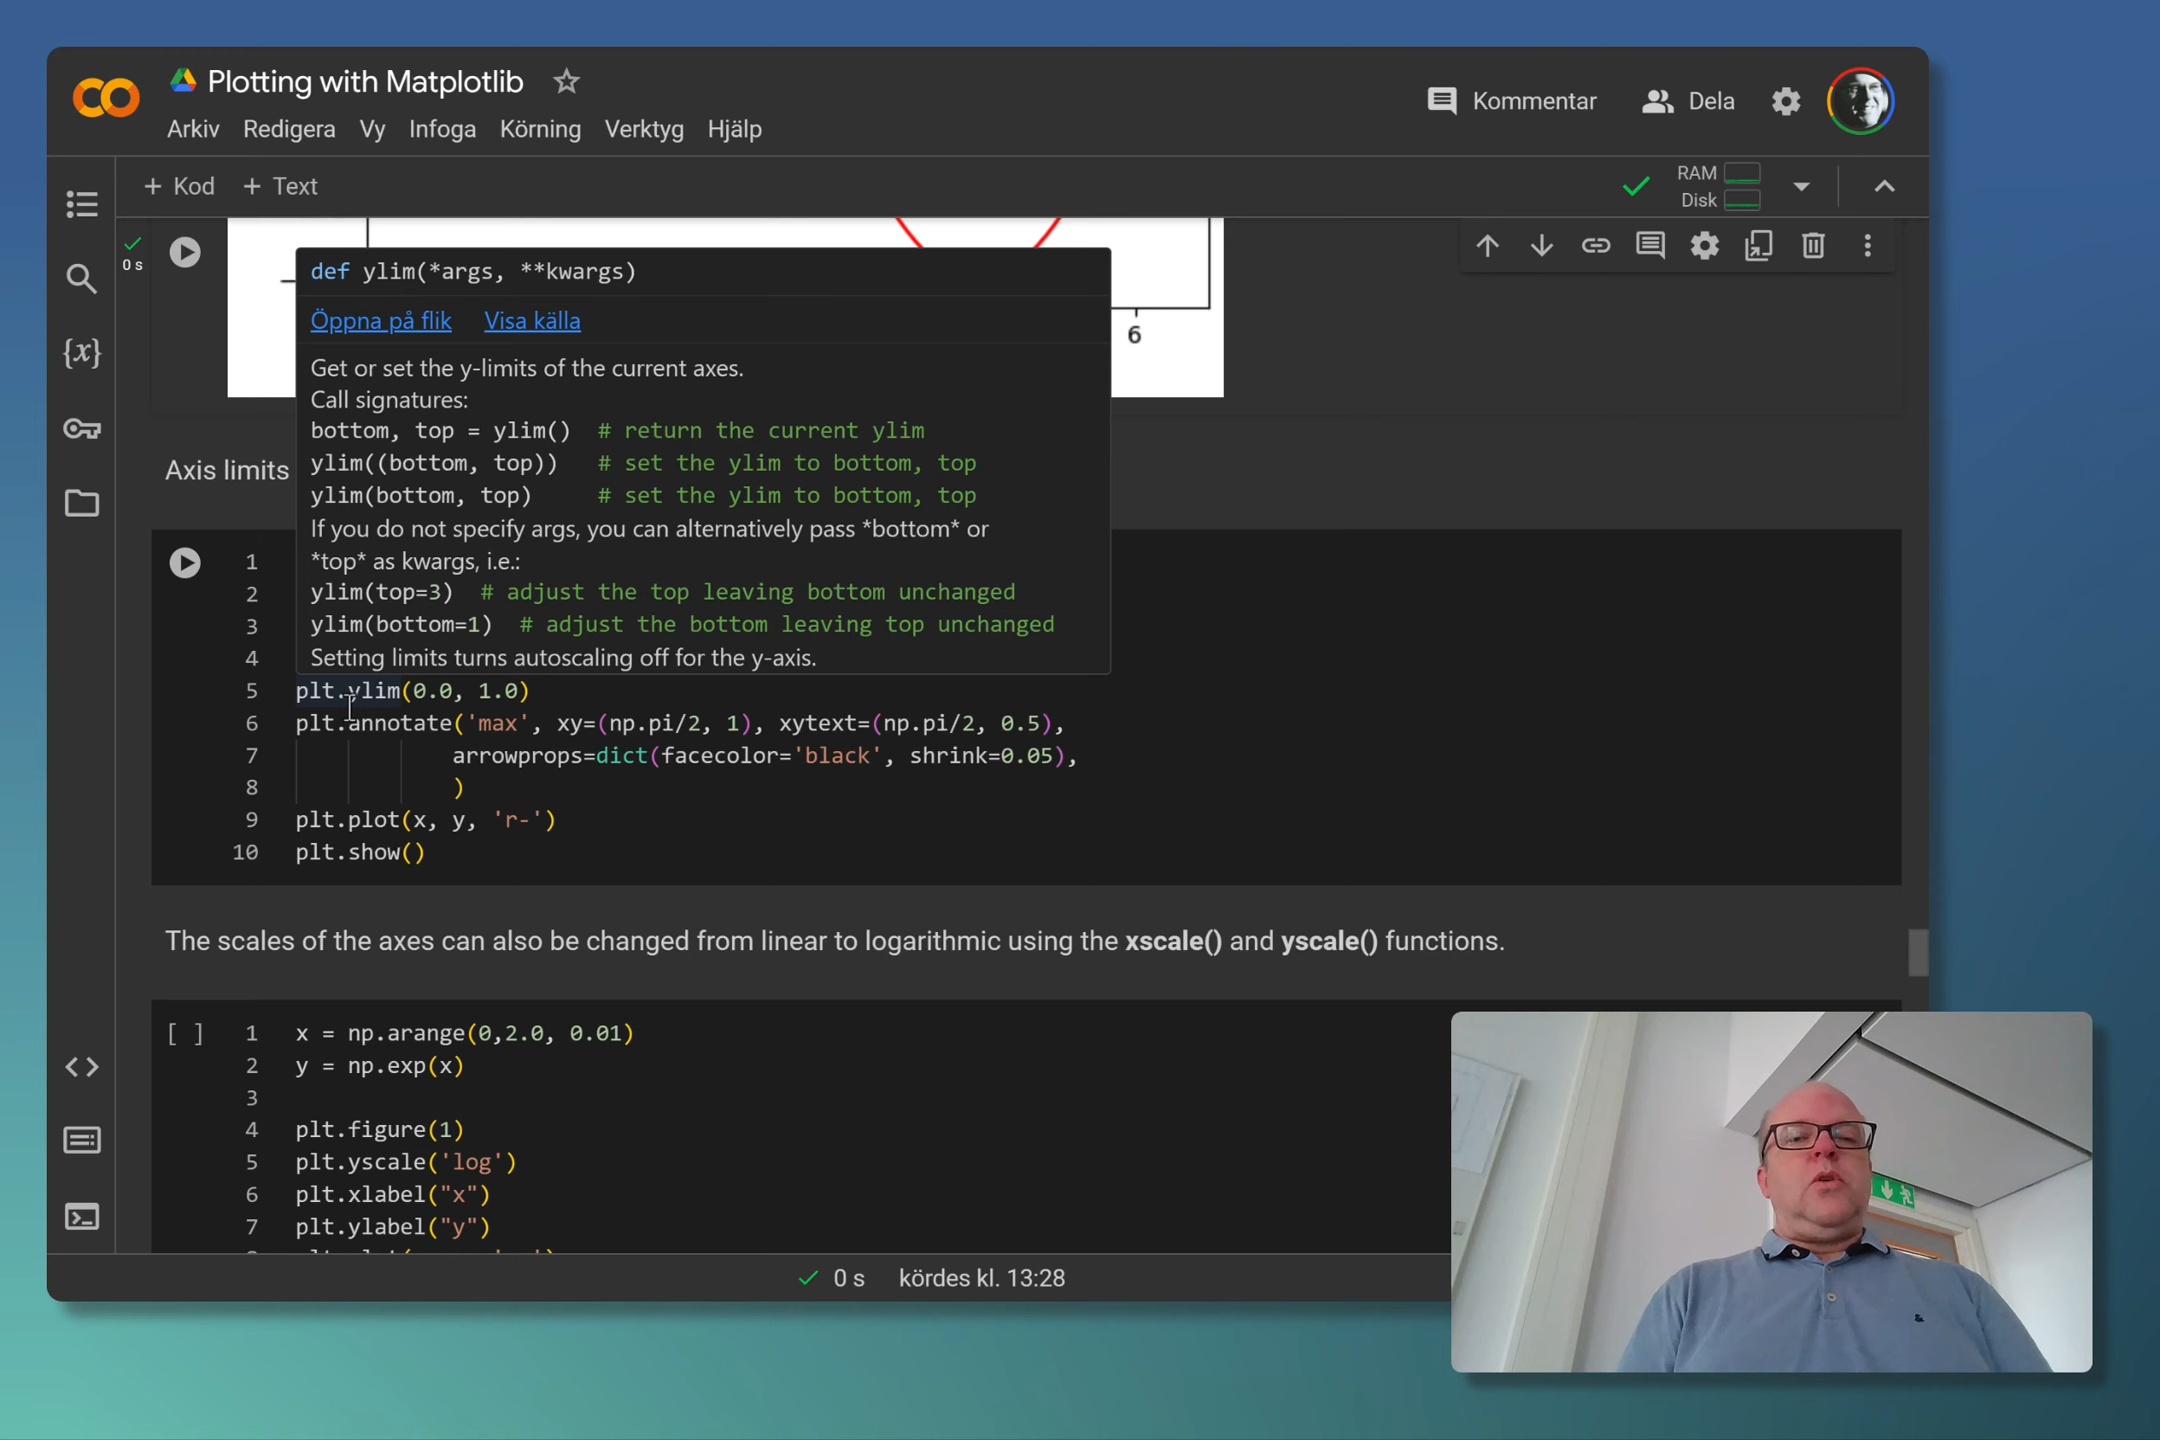 Plotting with Matplotlib
Kommentar
Dela
Arkiv Redigera Vy Infoga Körning Verktyg Hjälp
+ Kod + Text
RAM
Disk
0 s
def ylim(*args, **kwargs)
Öppna på flik Visa källa
6
Get or set the y-limits of the current axes.
Call signatures:
bottom, top = ylim() # return the current ylim
ylim((bottom, top)) # set the ylim to bottom, top
ylim(bottom, top) # set the ylim to bottom, top
If you do not specify args, you can alternatively pass *bottom* or
*top* as kwargs, i.e.:
ylim(top=3) # adjust the top leaving bottom unchanged
ylim(bottom=1) # adjust the bottom leaving top unchanged
Setting limits turns autoscaling off for the y-axis.
Axis limits
1
2
3
4
5 plt.ylim(0.0, 1.0)
6 plt.annotate('max', xy=(np.pi/2, 1), xytext=(np.pi/2, 0.5),
7 arrowprops=dict(facecolor='black', shrink=0.05),
8 )
9 plt.plot(x, y, 'r-')
10 plt.show()
The scales of the axes can also be changed from linear to logarithmic using the xscale() and yscale() functions.
[ ] 1 x = np.arange(0,2.0, 0.01)
2 y = np.exp(x)
3
4 plt.figure(1)
5 plt.yscale('log')
6 plt.xlabel("x")
7 plt.ylabel("y")
0 s kördes kl. 13:28